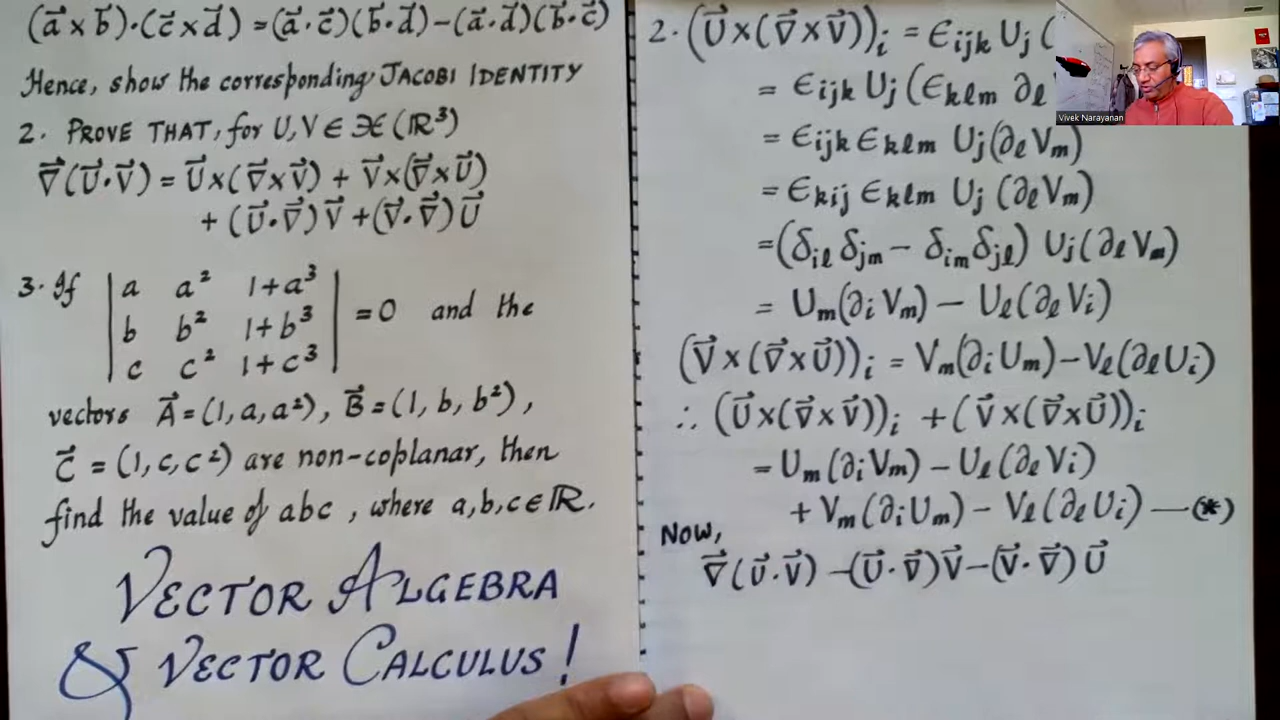 (a⃗ × b⃗)·(c⃗ × d⃗) = (a⃗·c⃗)(b⃗·d⃗) − (a⃗·d⃗)(b⃗·c⃗)
Hence, show the corresponding JACOBI IDENTITY
2. PROVE THAT, for U, V ∈ 𝔛(ℝ³)
∇⃗(U⃗·V⃗) = U⃗×(∇⃗×V⃗) + V⃗×(∇⃗×U⃗)
+ (U⃗·∇⃗)V⃗ + (V⃗·∇⃗)U⃗
3. If | a a² 1+a³ |
| b b² 1+b³ | = 0 and the
| c c² 1+c³ |
vectors A⃗ = (1, a, a²), B⃗ = (1, b, b²),
C⃗ = (1, c, c²) are non-coplanar, then
find the value of abc, where a, b, c ∈ ℝ.
VECTOR ALGEBRA
& VECTOR CALCULUS!
2. (U⃗×(∇⃗×V⃗))ᵢ = ϵᵢⱼₖ Uⱼ (
= ϵᵢⱼₖ Uⱼ (ϵₖₗₘ ∂ₗ V
= ϵᵢⱼₖ ϵₖₗₘ Uⱼ(∂ₗVₘ)
= ϵₖᵢⱼ ϵₖₗₘ Uⱼ (∂ₗVₘ)
= (δᵢₗ δⱼₘ − δᵢₘ δⱼₗ) Uⱼ(∂ₗVₘ)
= Uₘ(∂ᵢVₘ) − Uₗ(∂ₗVᵢ)
(V⃗×(∇⃗×U⃗))ᵢ = Vₘ(∂ᵢUₘ) − Vₗ(∂ₗUᵢ)
∴ (U⃗×(∇⃗×V⃗))ᵢ + (V⃗×(∇⃗×U⃗))ᵢ
= Uₘ(∂ᵢVₘ) − Uₗ(∂ₗVᵢ)
+ Vₘ(∂ᵢUₘ) − Vₗ(∂ₗUᵢ) —(*)
Now,
∇⃗(U⃗·V⃗) − (U⃗·∇⃗)V⃗ − (V⃗·∇⃗)U⃗
Vivek Narayanan